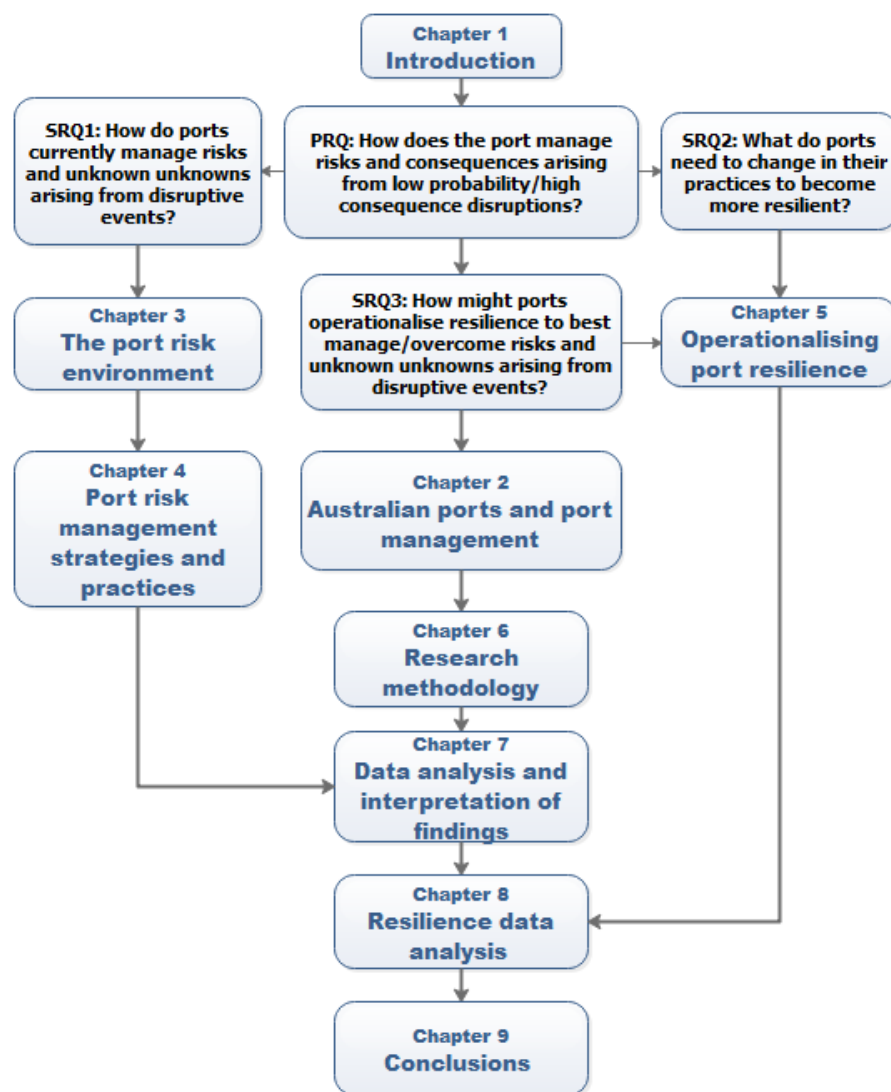 Chapter 1
Introduction
SRQ1: How do ports
currently manage risks
and unknown unknowns
arising from disruptive
events?
PRQ: How does the port manage
risks and consequences arising
from low probability/high
consequence disruptions?
SRQ2: What do ports
need to change in their
practices to become
more resilient?
SRQ3: How might ports
operationalise resilience to best
manage/overcome risks and
unknown unknowns arising from
disruptive events?
Chapter 3
The port risk
environment
Chapter 5
Operationalising
port resilience
Chapter 4
Port risk
management
strategies and
practices
Chapter 2
Australian ports and port
management
Chapter 6
Research
methodology
Chapter 7
Data analysis and
interpretation of
findings
Chapter 8
Resilience data
analysis
Chapter 9
Conclusions